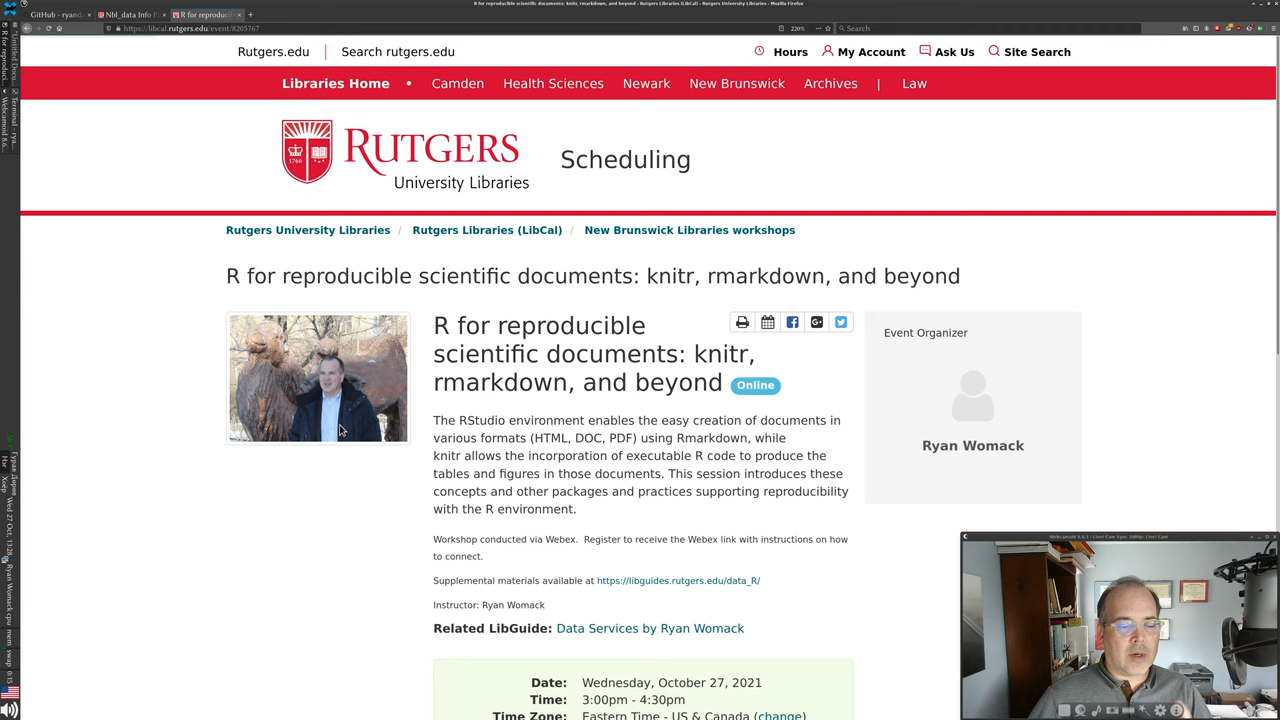 R for reproducible scientific documents: knitr, rmarkdown, and beyond - Rutgers Libraries (LibCal) - Rutgers University Libraries - Mozilla Firefox
GitHub - ryand
Nbl_data Info P
R for reproducib
https://libcal.rutgers.edu/event/8205767
220%
Search
Rutgers.edu
Search rutgers.edu
Hours
My Account
Ask Us
Site Search
Libraries Home • Camden Health Sciences Newark New Brunswick Archives | Law
1766
RUTGERS
University Libraries
Scheduling
Rutgers University Libraries / Rutgers Libraries (LibCal) / New Brunswick Libraries workshops
R for reproducible scientific documents: knitr, rmarkdown, and beyond
R for reproducible
scientific documents: knitr,
rmarkdown, and beyond Online
The RStudio environment enables the easy creation of documents in
various formats (HTML, DOC, PDF) using Rmarkdown, while
knitr allows the incorporation of executable R code to produce the
tables and figures in those documents. This session introduces these
concepts and other packages and practices supporting reproducibility
with the R environment.
Workshop conducted via Webex. Register to receive the Webex link with instructions on how
to connect.
Supplemental materials available at https://libguides.rutgers.edu/data_R/
Instructor: Ryan Womack
Related LibGuide: Data Services by Ryan Womack
Date: Wednesday, October 27, 2021
Time: 3:00pm - 4:30pm
Time Zone: Eastern Time - US & Canada (change)
Event Organizer
Ryan Womack